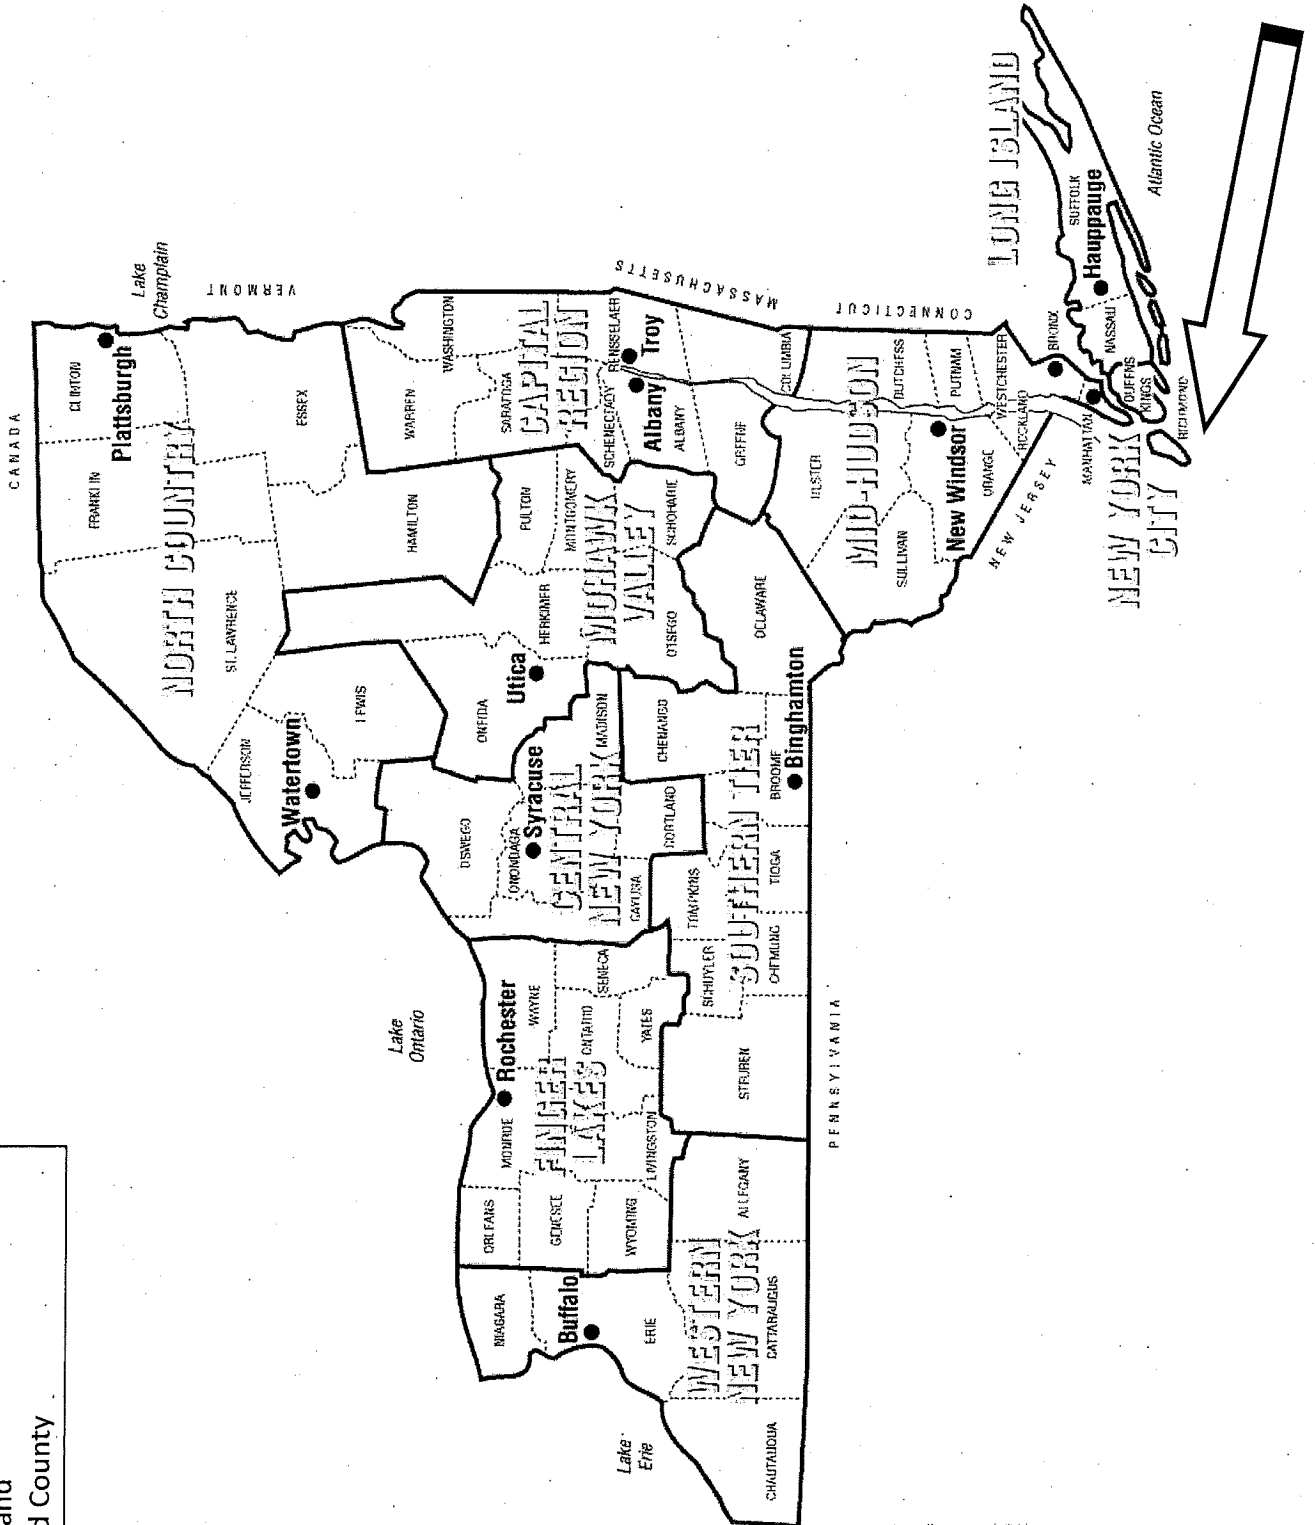 and
d County
CANADA
CLINTON
Plattsburgh
FRANKLIN
Lake
Champlain
VERMONT
NORTH COUNTRY
ESSEX
ST. LAWRENCE
JEFFERSON
Watertown
LEWIS
HAMILTON
WARREN
WASHINGTON
SARATOGA
CAPITAL
REGION
FULTON
MONTGOMERY
SCHENECTADY
RENSSELAER
Troy
Albany
ALBANY
MASSACHUSETTS
HERKIMER
MOHAWK
VALLEY
SCHOHARIE
OTSEGO
Utica
ONEIDA
OSWEGO
ONONDAGA
Syracuse
CENTRAL
NEW YORK
MADISON
CAYUGA
CORTLAND
CHENANGO
Lake
Ontario
Rochester
MONROE
WAYNE
SENECA
FINGER
LAKES
ONTARIO
YATES
ORLEANS
GENESEE
WYOMING
LIVINGSTON
NIAGARA
Buffalo
ERIE
Lake
Erie
WESTERN
NEW YORK
CHAUTAUQUA
CATTARAUGUS
ALLEGANY
STEUBEN
SCHUYLER
TOMPKINS
SOUTHERN TIER
CHEMUNG
TIOGA
BROOME
Binghamton
DELAWARE
PENNSYLVANIA
GREENE
COLUMBIA
ULSTER
DUTCHESS
MID-HUDSON
SULLIVAN
New Windsor
ORANGE
PUTNAM
WESTCHESTER
ROCKLAND
CONNECTICUT
NEW JERSEY
LONG ISLAND
SUFFOLK
Hauppauge
NASSAU
BRONX
QUEENS
KINGS
MANHATTAN
RICHMOND
NEW YORK
CITY
Atlantic Ocean